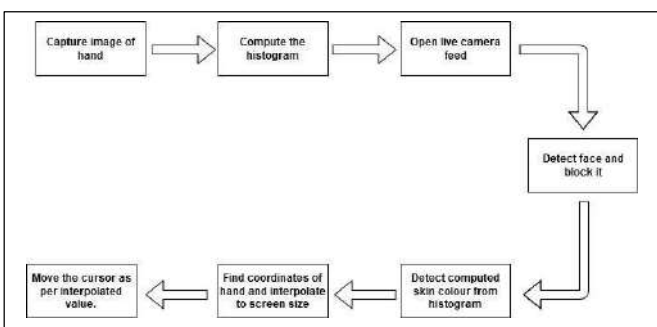 Capture image of
hand
Compute the
histogram
Open live camera
feed
Detect face and
block it
Detect computed
skin colour from
histogram
Find coordinates of
hand and interpolate
to screen size
Move the cursor as
per interpolated
value.